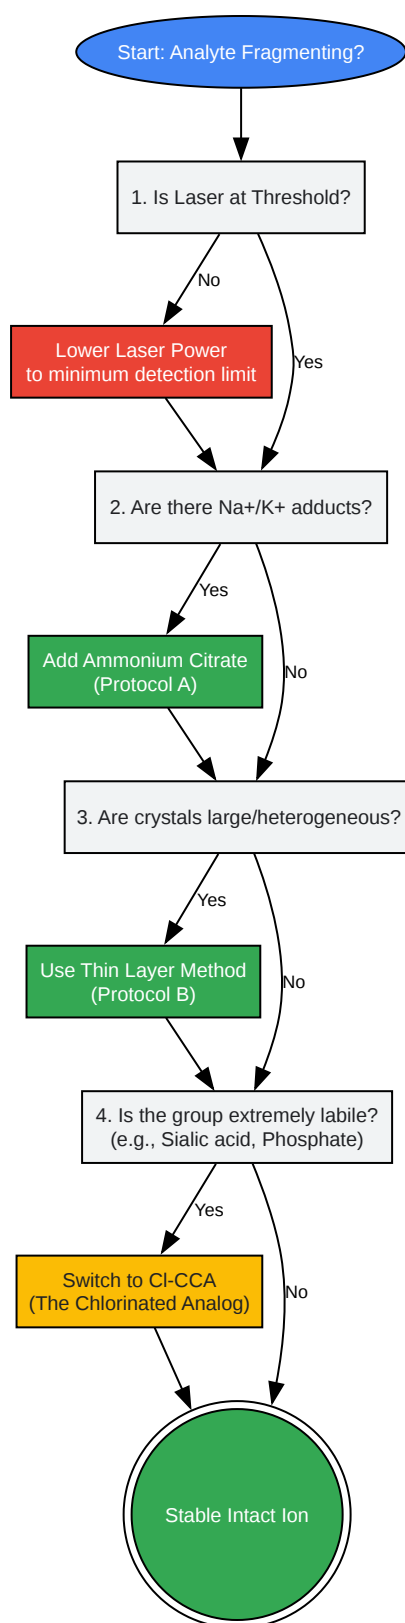 Start: Analyte Fragmenting?
1. Is Laser at Threshold?
No
Lower Laser Power
to minimum detection limit
Yes
2. Are there Na+/K+ adducts?
Yes
Add Ammonium Citrate
(Protocol A)
No
3. Are crystals large/heterogeneous?
Yes
Use Thin Layer Method
(Protocol B)
No
4. Is the group extremely labile?
(e.g., Sialic acid, Phosphate)
Yes
Switch to Cl-CCA
(The Chlorinated Analog)
No
Stable Intact Ion